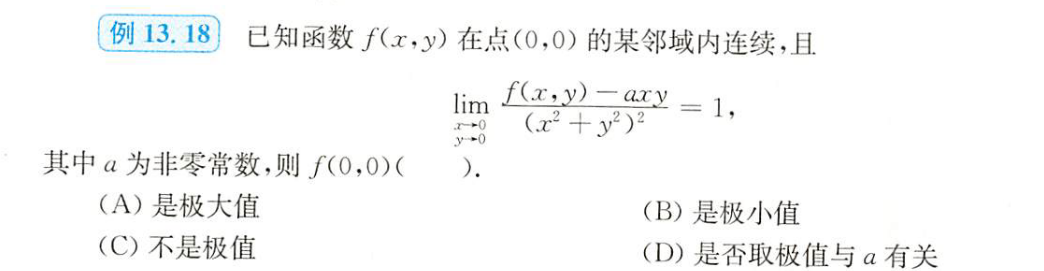 例 13.18 已知函数 f(x,y) 在点(0,0) 的某邻域内连续,且
lim_{x→0, y→0} \frac{f(x,y)-axy}{(x^2+y^2)^2} = 1,
其中 a 为非零常数,则 f(0,0)( ).
(A) 是极大值 (B) 是极小值
(C) 不是极值 (D) 是否取极值与 a 有关